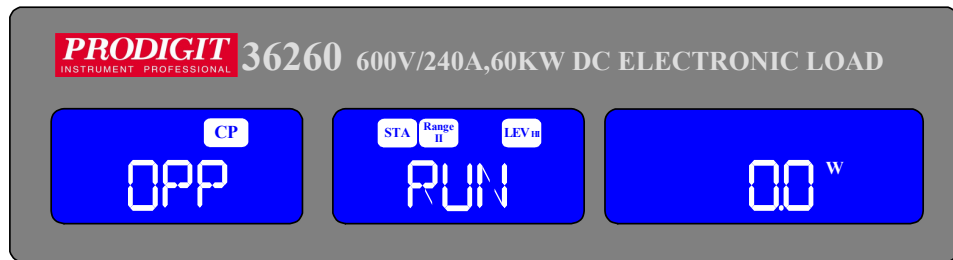 PRODIGIT
INSTRUMENT PROFESSIONAL
36260 600V/240A,60KW DC ELECTRONIC LOAD
CP
OPP
STA Range II LEV HI
RUN
0.0 W